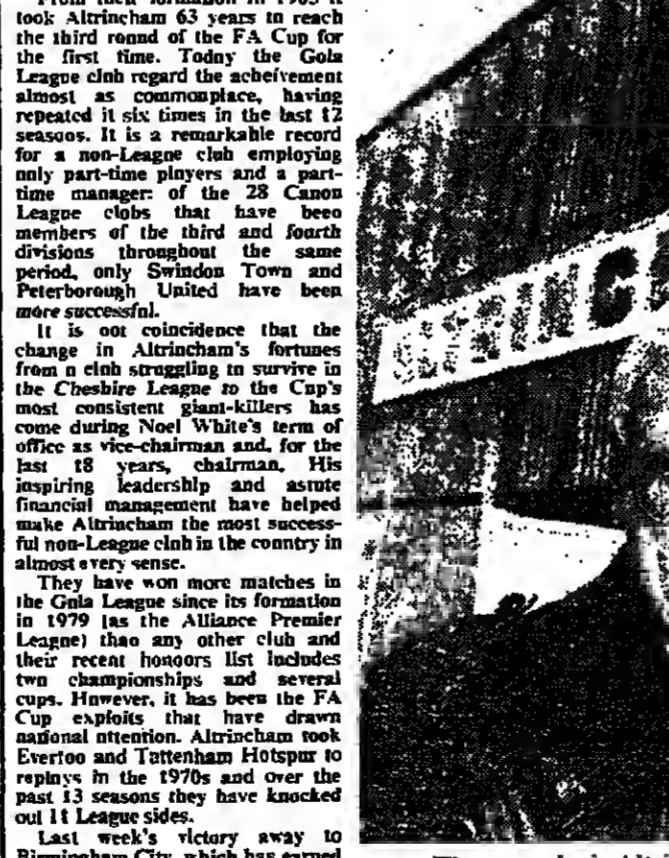 From their formation in 1903 it
took Altrincham 63 years to reach
the third round of the FA Cup for
the first time. Today the Gola
League club regard the acheivement
almost as commonplace, having
repeated it six times in the last 12
seasons. It is a remarkable record
for a non-League club employing
only part-time players and a part-
time manager: of the 28 Canon
League clubs that have been
members of the third and fourth
divisions throughout the same
period, only Swindon Town and
Peterborough United have been
more successful.
It is not coincidence that the
change in Altrincham's fortunes
from a club struggling to survive in
the Cheshire League to the Cup's
most consistent giant-killers has
come during Noel White's term of
office as vice-chairman and, for the
last 18 years, chairman. His
inspiring leadership and astute
financial management have helped
make Altrincham the most success-
ful non-League club in the country in
almost every sense.
They have won more matches in
the Gola League since its formation
in 1979 (as the Alliance Premier
League) than any other club and
their recent honours list includes
two championships and several
cups. However, it has been the FA
Cup exploits that have drawn
national attention. Altrincham took
Everton and Tottenham Hotspur to
replays in the 1970s and over the
past 13 seasons they have knocked
out 11 League sides.
Last week's victory away to
Birmingham City, which has earned